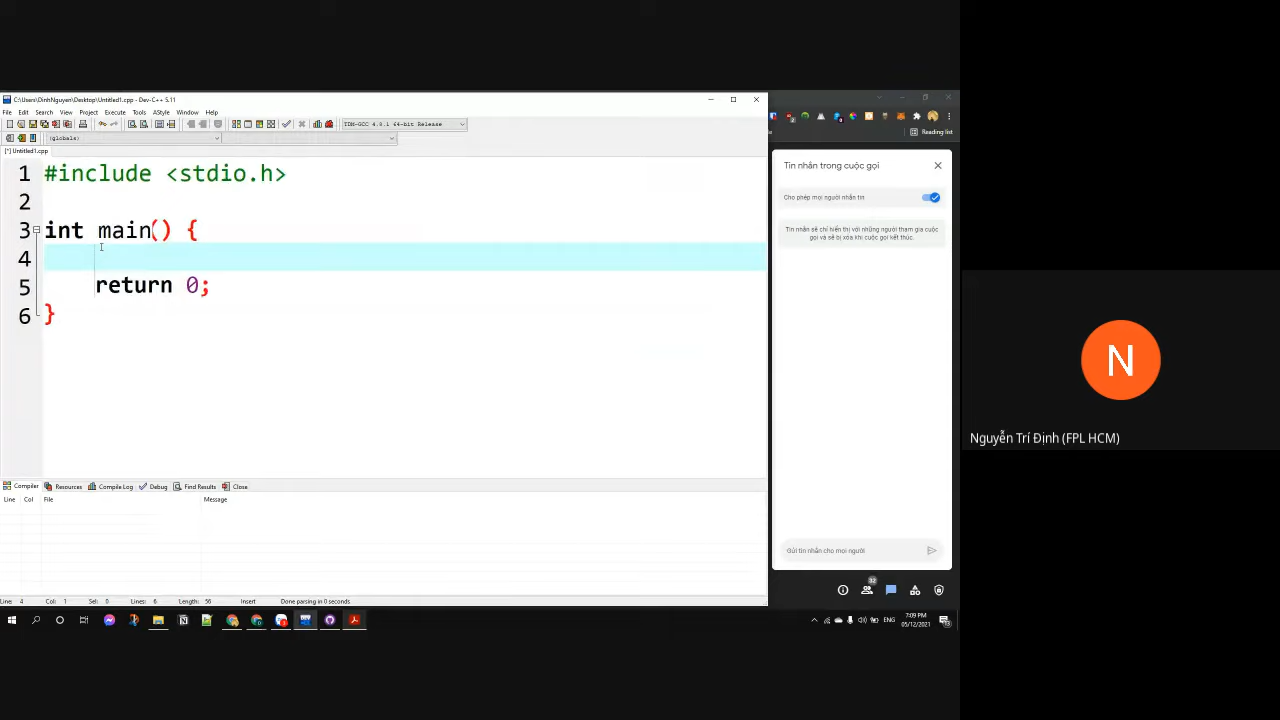 C:\Users\DinhNguyen\Desktop\Untitled1.cpp - Dev-C++ 5.11
File Edit Search View Project Execute Tools AStyle Window Help
TDM-GCC 4.8.1 64-bit Release
(globals)
[*] Untitled1.cpp
1 #include <stdio.h>
2
3 int main() {
4
5 return 0;
6 }
Compiler Resources Compile Log Debug Find Results Close
Line Col File Message
Line: 4 Col: 1 Sel: 0 Lines: 6 Length: 56 Insert Done parsing in 0 seconds
Reading list
Tin nhắn trong cuộc gọi
Cho phép mọi người nhắn tin
Tin nhắn sẽ chỉ hiển thị với những người tham gia cuộc
gọi và sẽ bị xóa khi cuộc gọi kết thúc.
Gửi tin nhắn cho mọi người
32
ENG
7:09 PM
05/12/2021
N
Nguyễn Trí Định (FPL HCM)